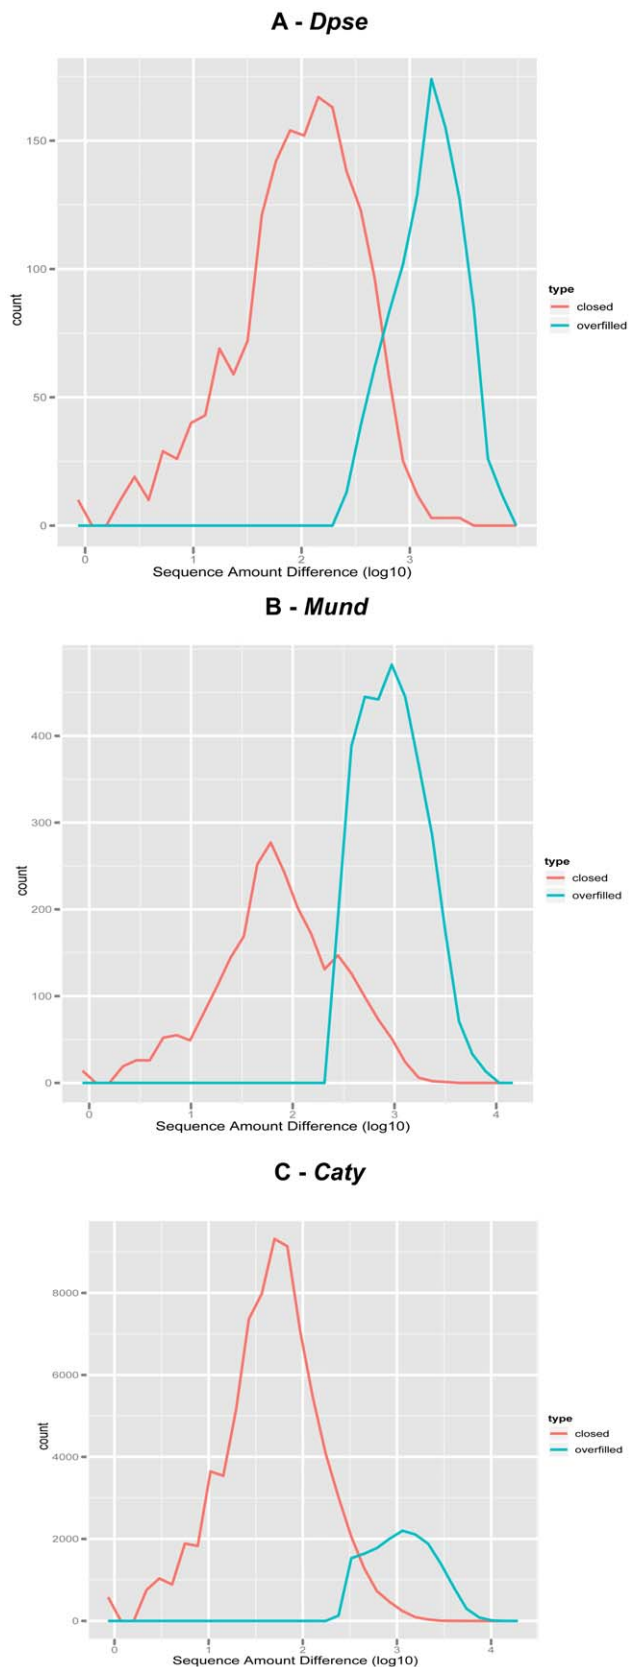 A - Dpse
150
100
50
0
count
0 1 2 3
Sequence Amount Difference (log10)
type
closed
overfilled
B - Mund
400
300
200
100
0
count
0 1 2 3 4
Sequence Amount Difference (log10)
type
closed
overfilled
C - Caty
8000
6000
4000
2000
0
count
0 1 2 3 4
Sequence Amount Difference (log10)
type
closed
overfilled